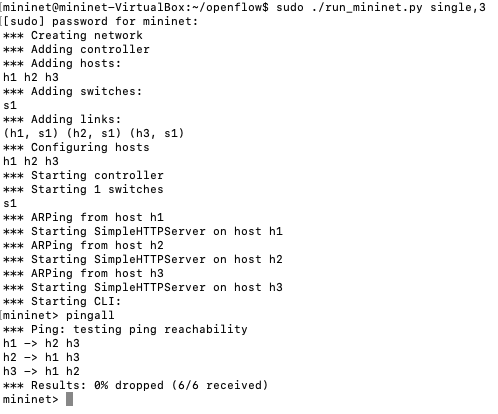 [mininet@mininet-VirtualBox:~/openflow$ sudo ./run_mininet.py single,3
[[sudo] password for mininet:
*** Creating network
*** Adding controller
*** Adding hosts:
h1 h2 h3
*** Adding switches:
s1
*** Adding links:
(h1, s1) (h2, s1) (h3, s1)
*** Configuring hosts
h1 h2 h3
*** Starting controller
*** Starting 1 switches
s1
*** ARPing from host h1
*** Starting SimpleHTTPServer on host h1
*** ARPing from host h2
*** Starting SimpleHTTPServer on host h2
*** ARPing from host h3
*** Starting SimpleHTTPServer on host h3
*** Starting CLI:
[mininet> pingall
*** Ping: testing ping reachability
h1 -> h2 h3
h2 -> h1 h3
h3 -> h1 h2
*** Results: 0% dropped (6/6 received)
mininet>